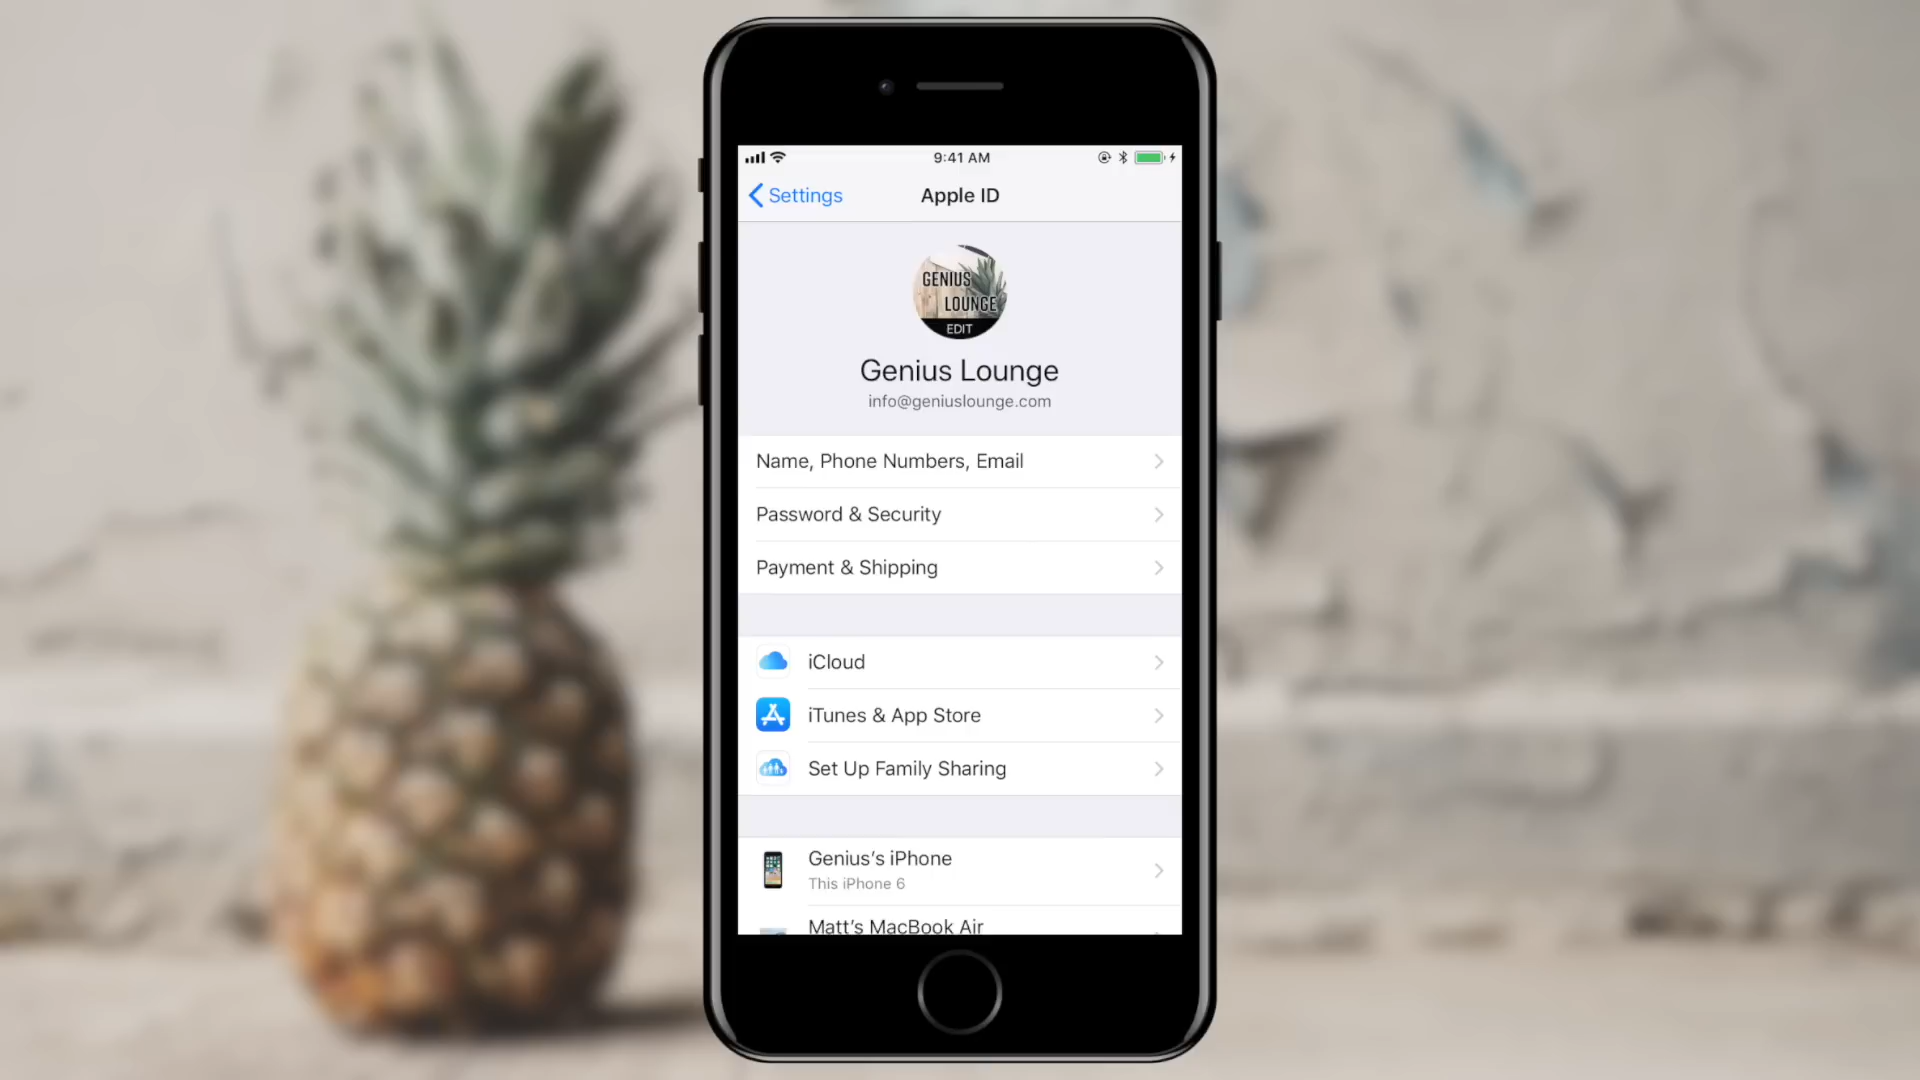 9:41 AM
Settings
Apple ID
GENIUS
LOUNGE
EDIT
Genius Lounge
info@geniuslounge.com
Name, Phone Numbers, Email
Password & Security
Payment & Shipping
iCloud
iTunes & App Store
Set Up Family Sharing
Genius's iPhone
This iPhone 6
Matt's MacBook Air